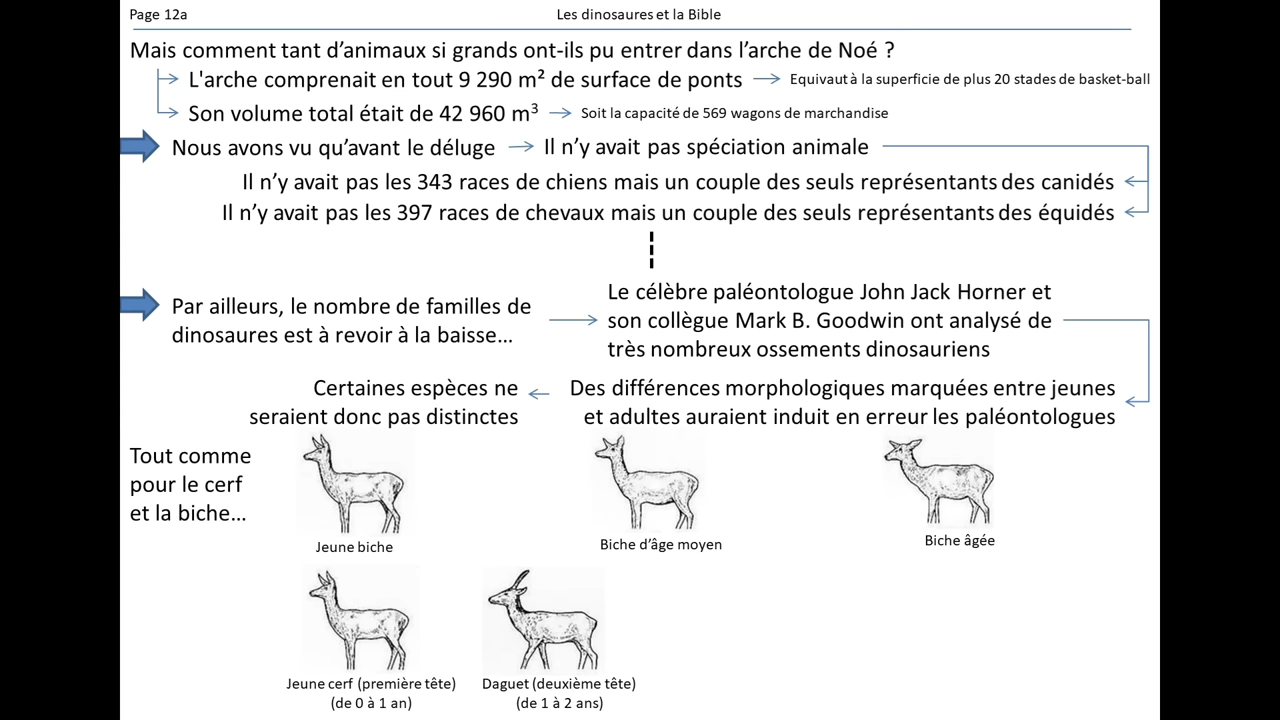 Page 12a
Les dinosaures et la Bible
Mais comment tant d’animaux si grands ont-ils pu entrer dans l’arche de Noé ?
L'arche comprenait en tout 9 290 m² de surface de ponts
Equivaut à la superficie de plus 20 stades de basket-ball
Son volume total était de 42 960 m³
Soit la capacité de 569 wagons de marchandise
Nous avons vu qu’avant le déluge
Il n’y avait pas spéciation animale
Il n’y avait pas les 343 races de chiens mais un couple des seuls représentants des canidés
Il n’y avait pas les 397 races de chevaux mais un couple des seuls représentants des équidés
Par ailleurs, le nombre de familles de
dinosaures est à revoir à la baisse…
Le célèbre paléontologue John Jack Horner et
son collègue Mark B. Goodwin ont analysé de
très nombreux ossements dinosauriens
Des différences morphologiques marquées entre jeunes
et adultes auraient induit en erreur les paléontologues
Certaines espèces ne
seraient donc pas distinctes
Tout comme
pour le cerf
et la biche…
Jeune biche
Biche d’âge moyen
Biche âgée
Jeune cerf (première tête)
(de 0 à 1 an)
Daguet (deuxième tête)
(de 1 à 2 ans)